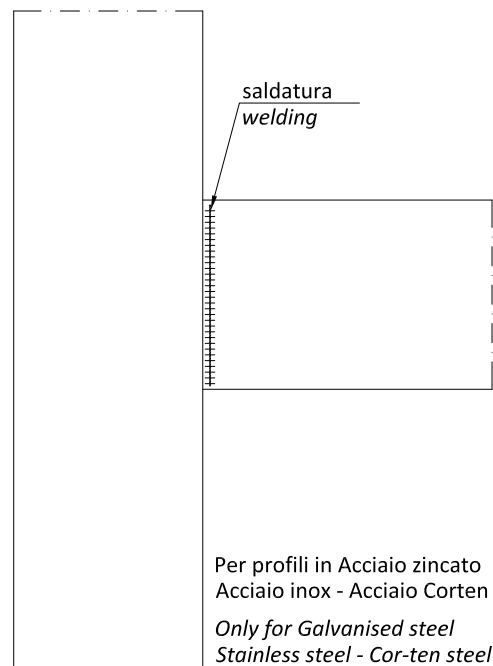 saldatura
welding
Per profili in Acciaio zincato
Acciaio inox - Acciaio Corten
Only for Galvanised steel
Stainless steel - Cor-ten steel